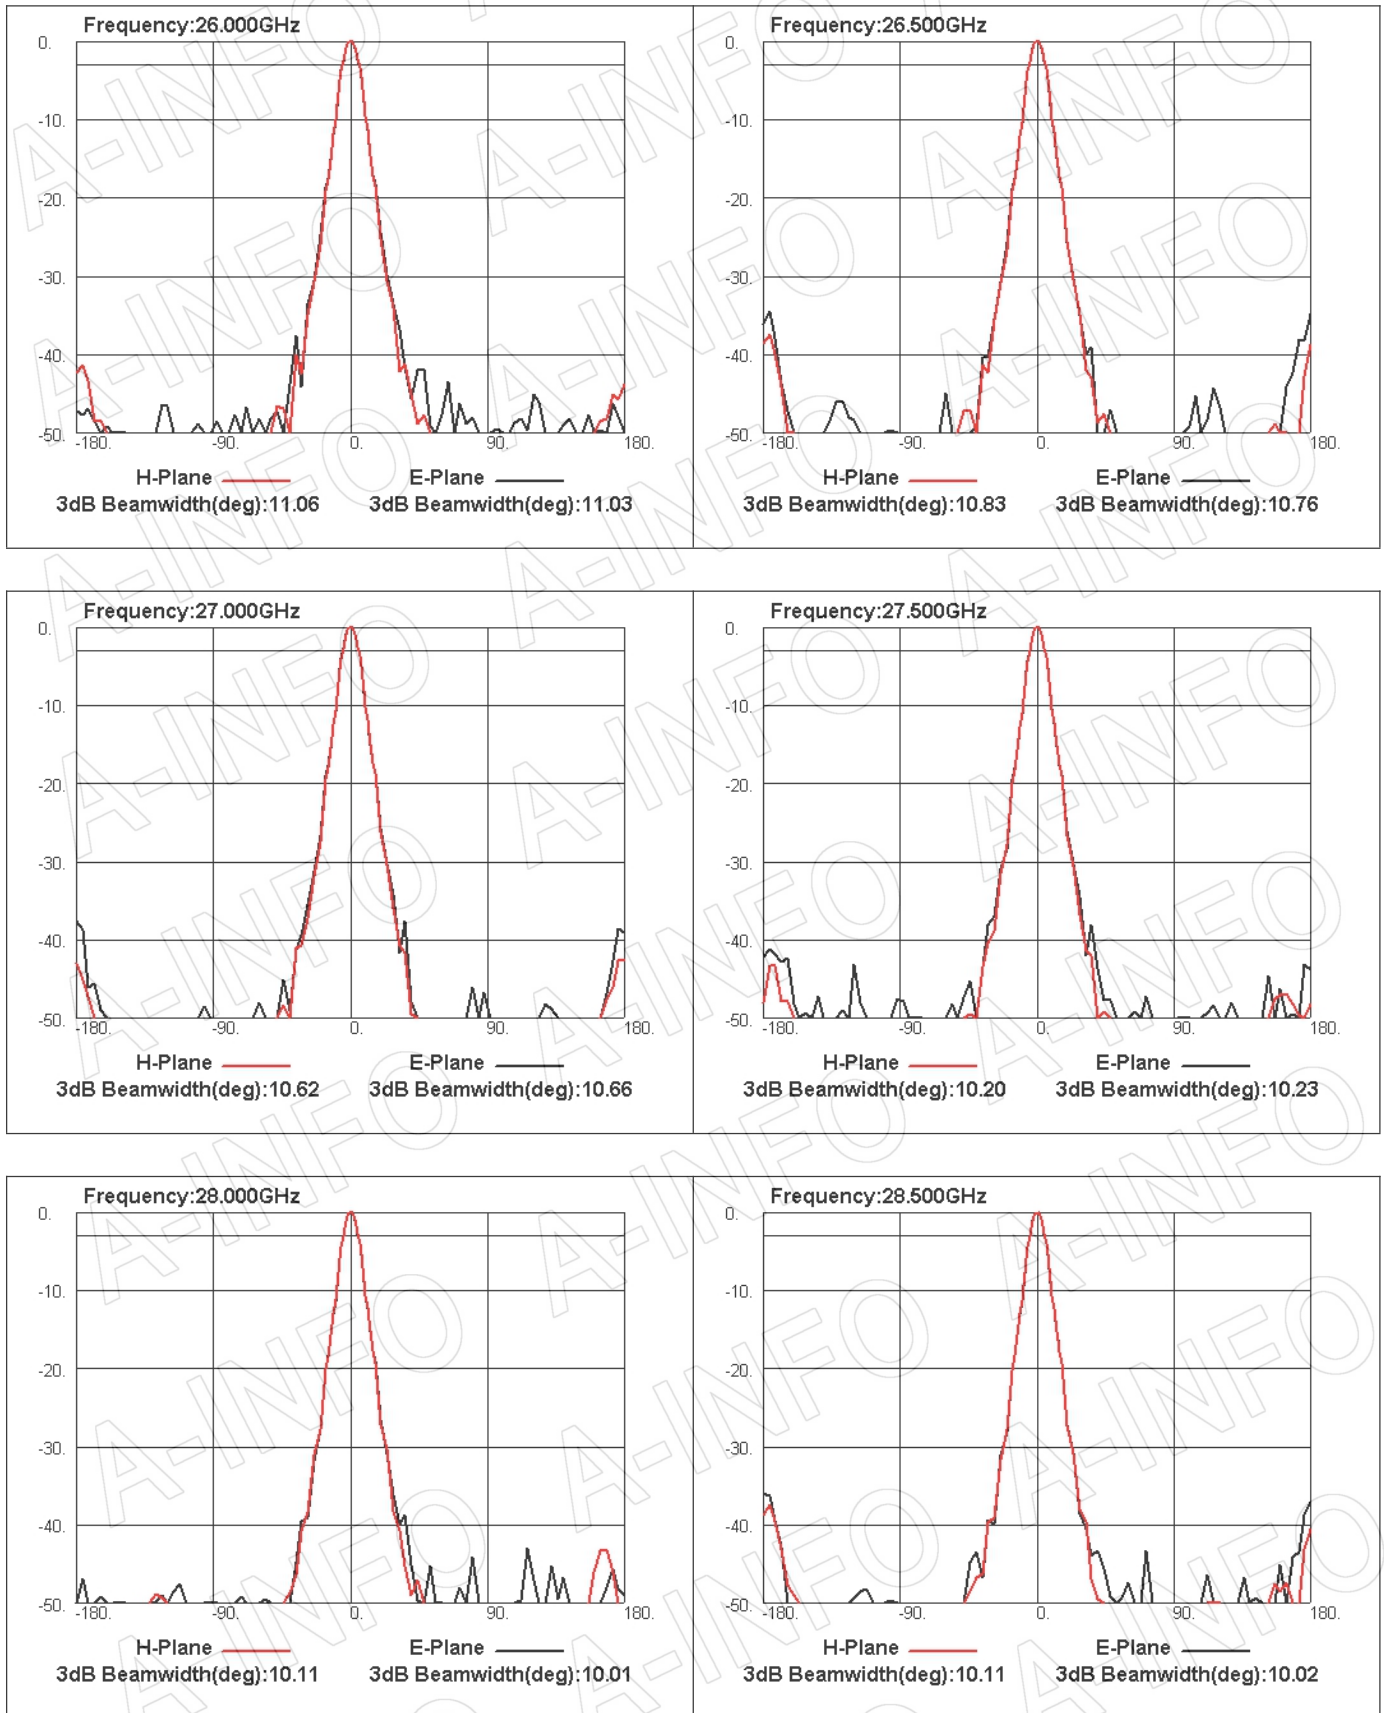 Frequency:26.000GHz
0.
-10.
-20.
-30.
-40.
-50.
-180.
-90.
0.
90.
180.
H-Plane
E-Plane
3dB Beamwidth(deg):11.06
3dB Beamwidth(deg):11.03
Frequency:26.500GHz
0.
-10.
-20.
-30.
-40.
-50.
-180.
-90.
0.
90.
180.
H-Plane
E-Plane
3dB Beamwidth(deg):10.83
3dB Beamwidth(deg):10.76
Frequency:27.000GHz
0.
-10.
-20.
-30.
-40.
-50.
-180.
-90.
0.
90.
180.
H-Plane
E-Plane
3dB Beamwidth(deg):10.62
3dB Beamwidth(deg):10.66
Frequency:27.500GHz
0.
-10.
-20.
-30.
-40.
-50.
-180.
-90.
0.
90.
180.
H-Plane
E-Plane
3dB Beamwidth(deg):10.20
3dB Beamwidth(deg):10.23
Frequency:28.000GHz
0.
-10.
-20.
-30.
-40.
-50.
-180.
-90.
0.
90.
180.
H-Plane
E-Plane
3dB Beamwidth(deg):10.11
3dB Beamwidth(deg):10.01
Frequency:28.500GHz
0.
-10.
-20.
-30.
-40.
-50.
-180.
-90.
0.
90.
180.
H-Plane
E-Plane
3dB Beamwidth(deg):10.11
3dB Beamwidth(deg):10.02
A-INFO